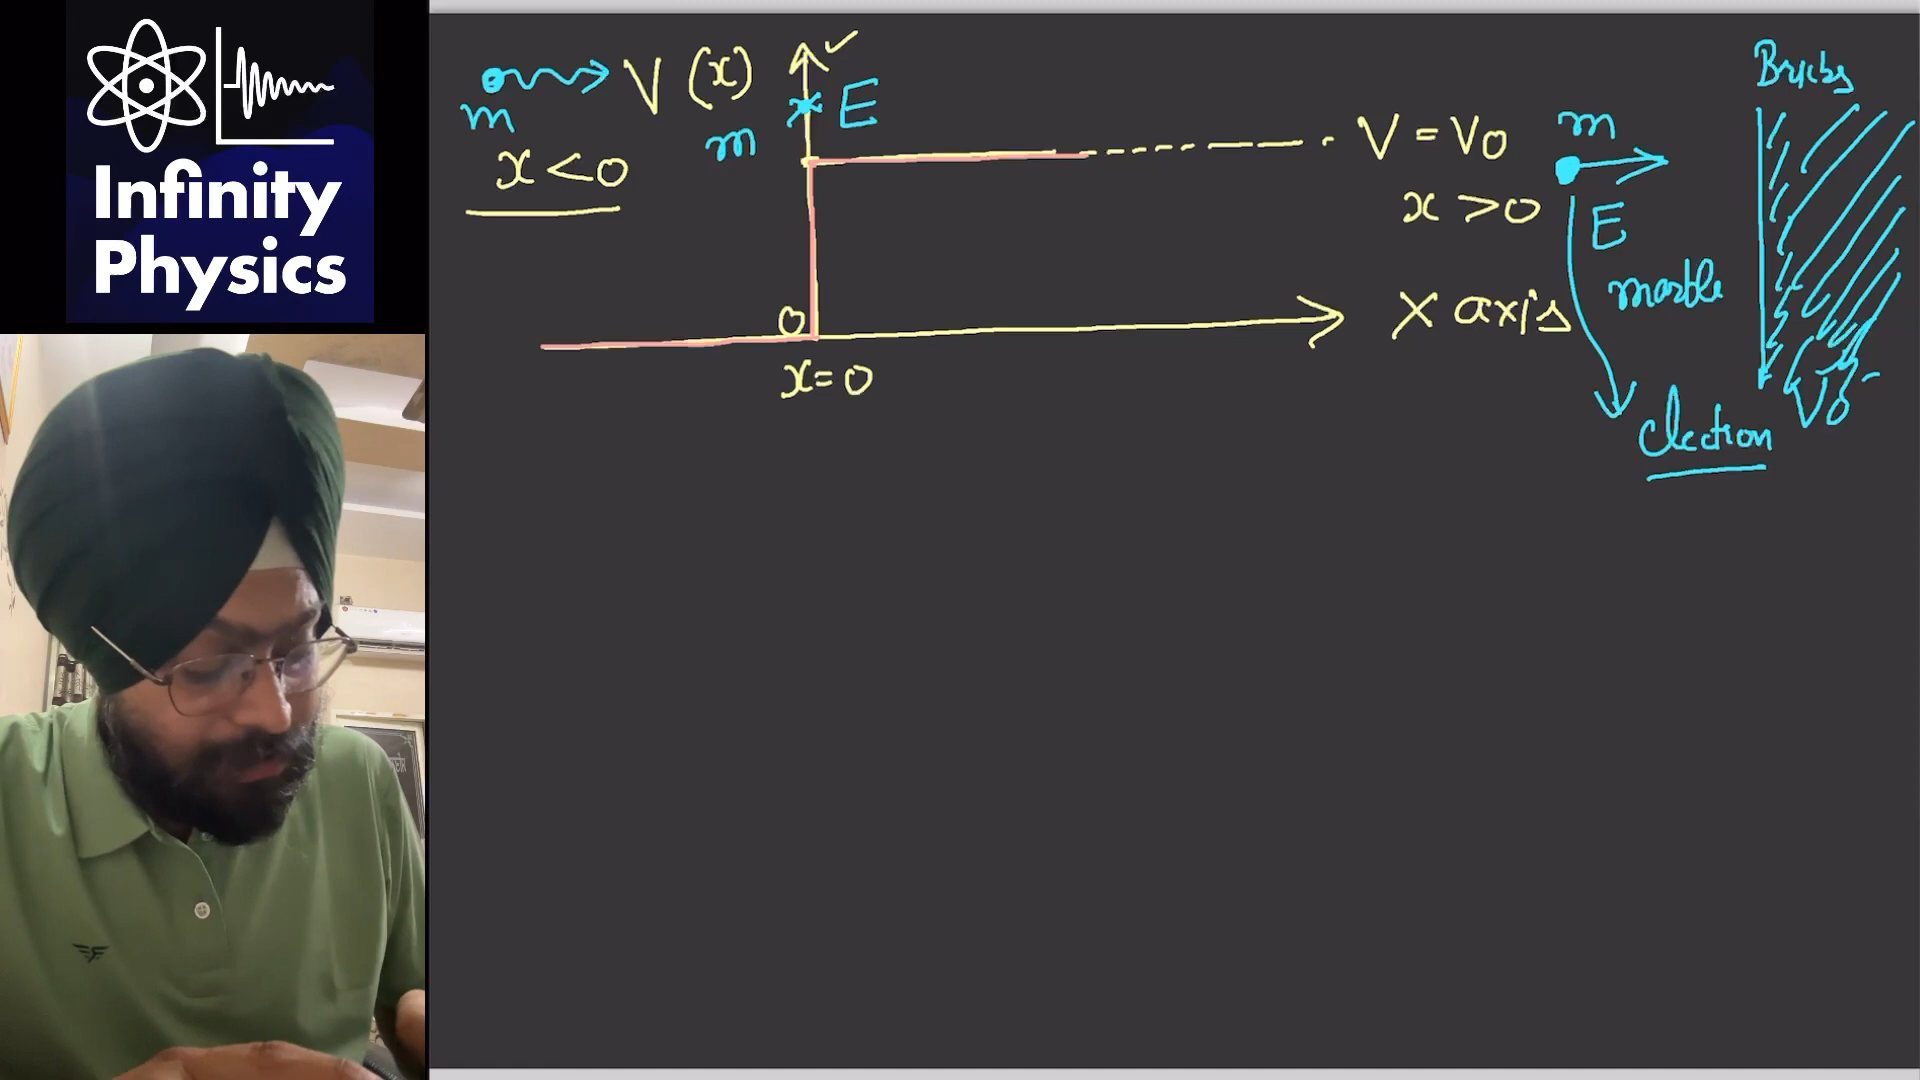 Infinity
Physics
m
V (x)
x < 0
m
E
V = V0
x > 0
0
x = 0
X axis
m
E
marble
electron
Bricks
V0